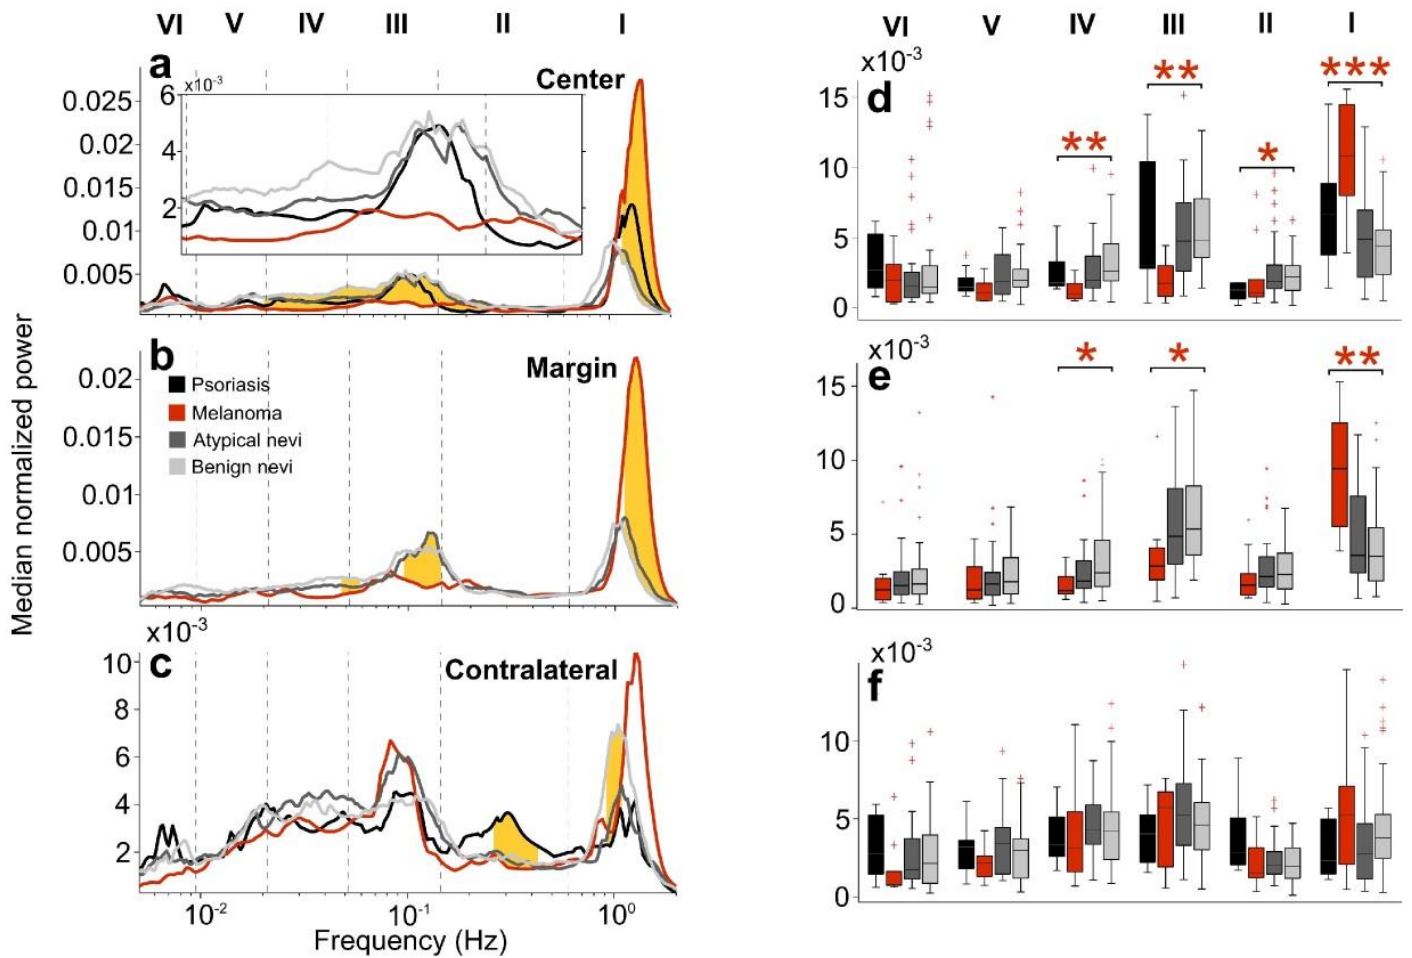 VI V IV III II I
a
Center
×10⁻³
6
4
2
0.025
0.02
0.015
0.01
0.005
b
Margin
Psoriasis
Melanoma
Atypical nevi
Benign nevi
0.02
0.015
0.01
0.005
Median normalized power
×10⁻³
c
Contralateral
10
8
6
4
2
10⁻² 10⁻¹ 10⁰
Frequency (Hz)
VI V IV III II I
x10⁻³
d
** ** * ***
15
10
5
0
x10⁻³
e
* * **
15
10
5
0
x10⁻³
f
10
5
0